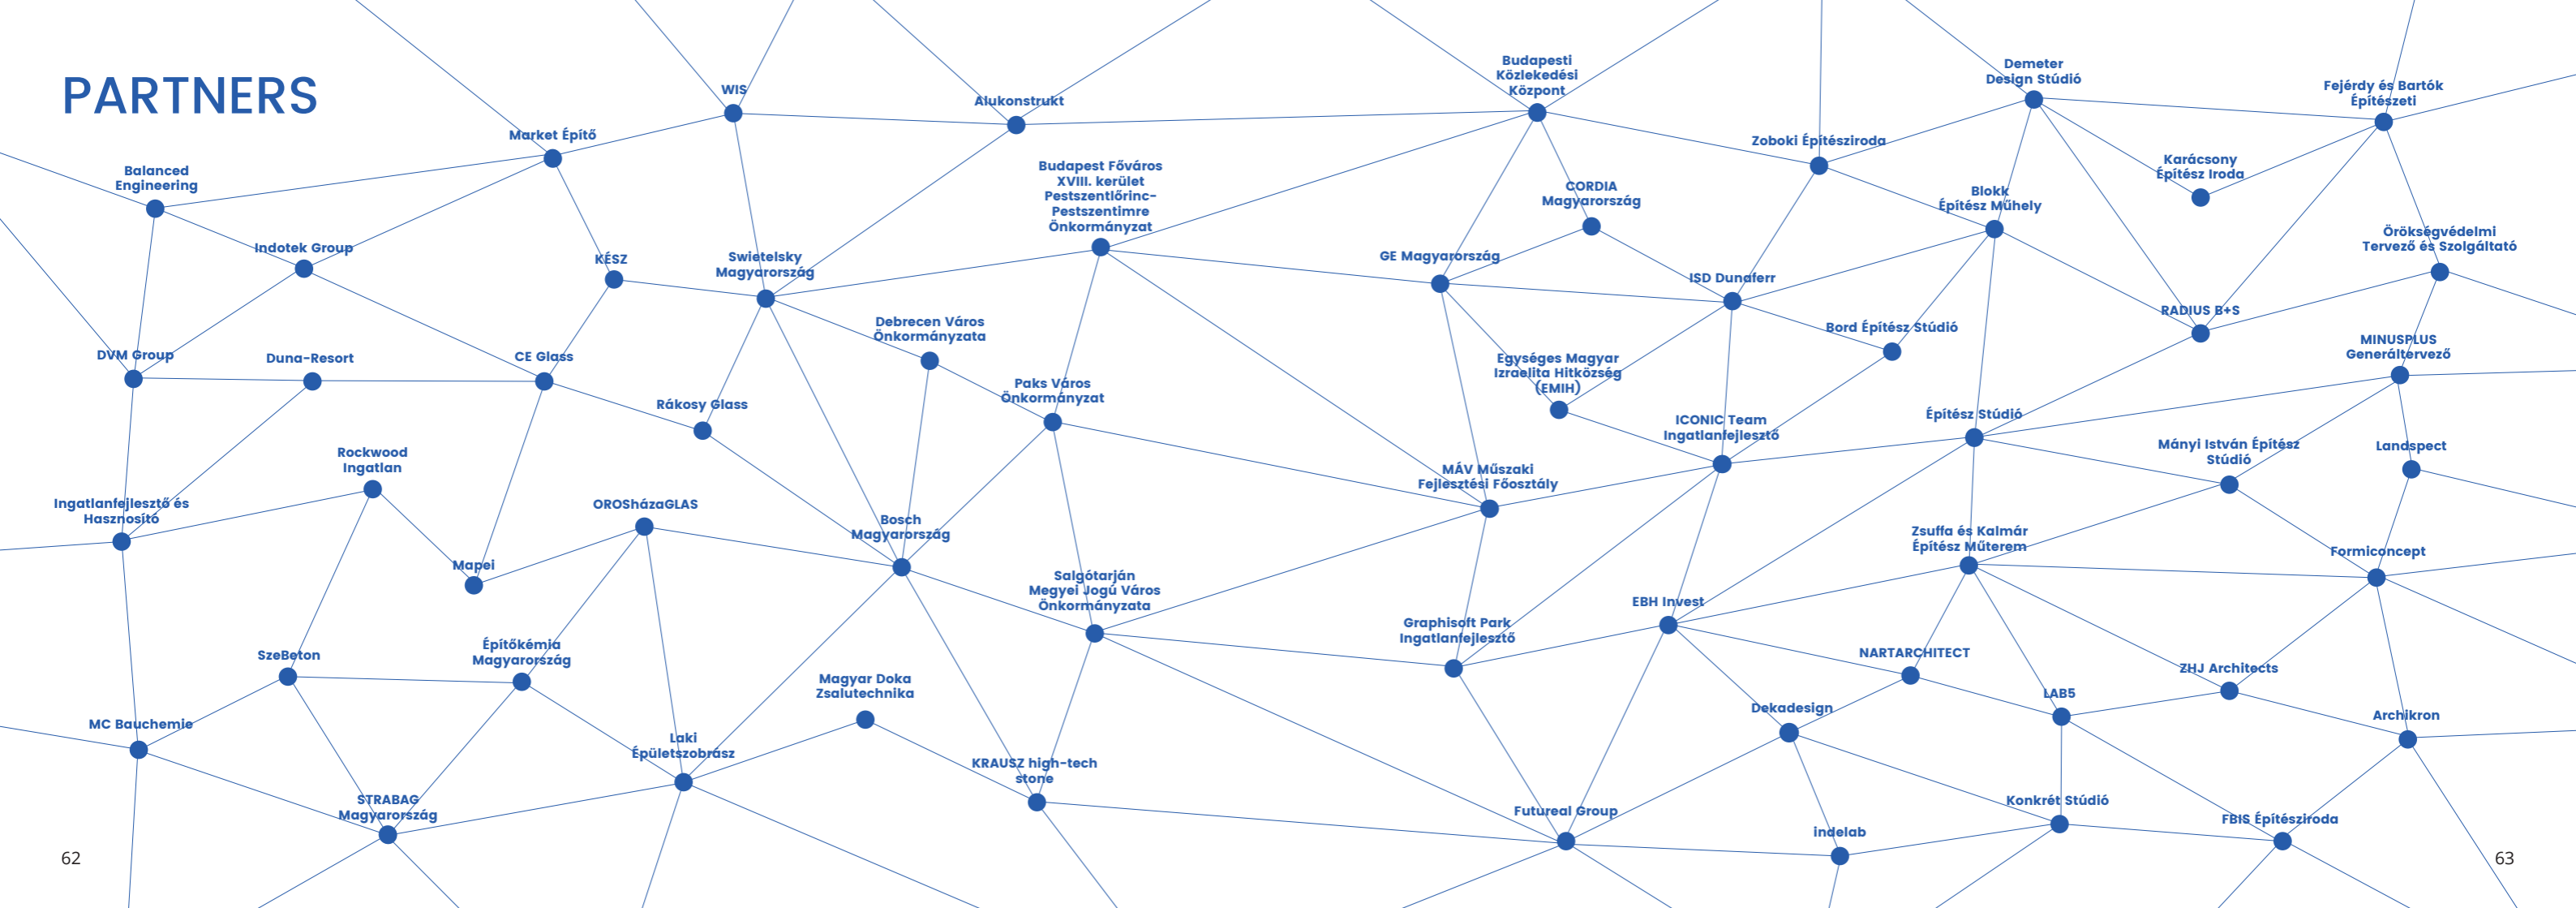 PARTNERS
WIS
Alukonstrukt
Market Építő
Balanced
Engineering
Budapest Főváros
XVIII. kerület
Pestszentlőrinc-
Pestszentimre
Önkormányzat
Indotek Group
KÉSZ
Swietelsky
Magyarország
Debrecen Város
Önkormányzata
DVM Group
Duna-Resort
CE Glass
Paks Város
Önkormányzat
Rákosy Glass
Rockwood
Ingatlan
Ingatlanfejlesztő és
Hasznosító
OROSházaGLAS
Bosch
Magyarország
Mapei
Salgótarján
Megyei Jogú Város
Önkormányzata
SzeBeton
Építőkémia
Magyarország
Magyar Doka
Zsalutechnika
MC Bauchemie
Laki
Épületszobrász
KRAUSZ high-tech
stone
STRABAG
Magyarország
62
Budapesti
Közlekedési
Központ
Demeter
Design Stúdió
Fejérdy és Bartók
Építészeti
Zoboki Építésziroda
Karácsony
Építész Iroda
CORDIA
Magyarország
Blokk
Építész Műhely
Örökségvédelmi
Tervező és Szolgáltató
GE Magyarország
ISD Dunaferr
RADIUS B+S
Bord Építész Stúdió
MINUSPLUS
Generáltervező
Egységes Magyar
Izraelita Hitközség
(EMIH)
ICONIC Team
Ingatlanfejlesztő
Építész Stúdió
Mányi István Építész
Stúdió
Landspect
MÁV Műszaki
Fejlesztési Főosztály
Zsuffa és Kalmár
Építész Műterem
Formiconcept
EBH Invest
Graphisoft Park
Ingatlanfejlesztő
NARTARCHITECT
ZHJ Architects
LAB5
Dekadesign
Archikron
Futureal Group
Konkrét Stúdió
indelab
FBIS Építésziroda
63